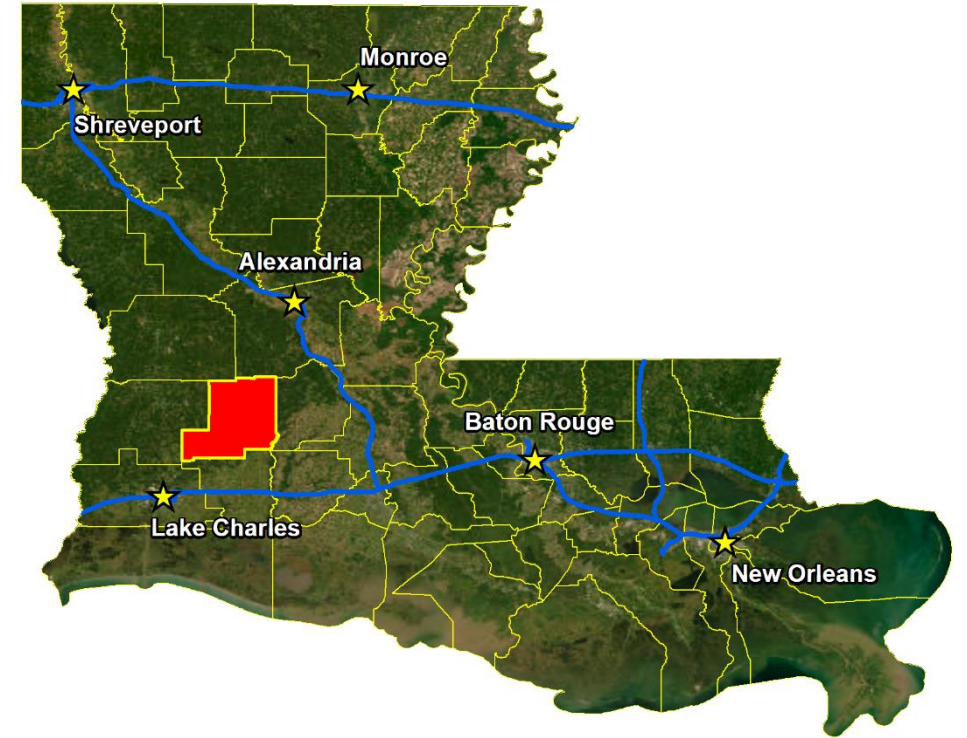 Monroe
Shreveport
Alexandria
Baton Rouge
Lake Charles
New Orleans